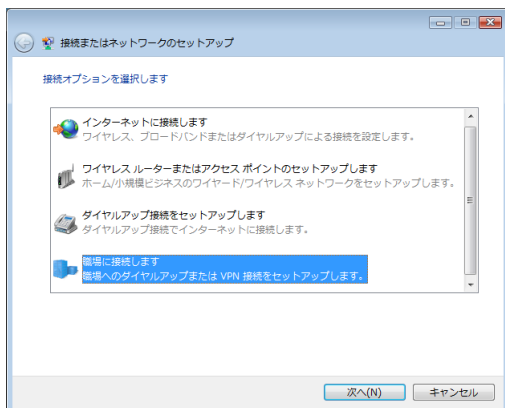 接続またはネットワークのセットアップ
接続オプションを選択します
インターネットに接続します
ワイヤレス、ブロードバンドまたはダイヤルアップによる接続を設定します。
ワイヤレス ルーターまたはアクセス ポイントのセットアップします
ホーム/小規模ビジネスのワイヤード/ワイヤレス ネットワークをセットアップします。
ダイヤルアップ接続をセットアップします
ダイヤルアップ接続でインターネットに接続します。
職場に接続します
職場へのダイヤルアップまたは VPN 接続をセットアップします。
次へ(N)
キャンセル